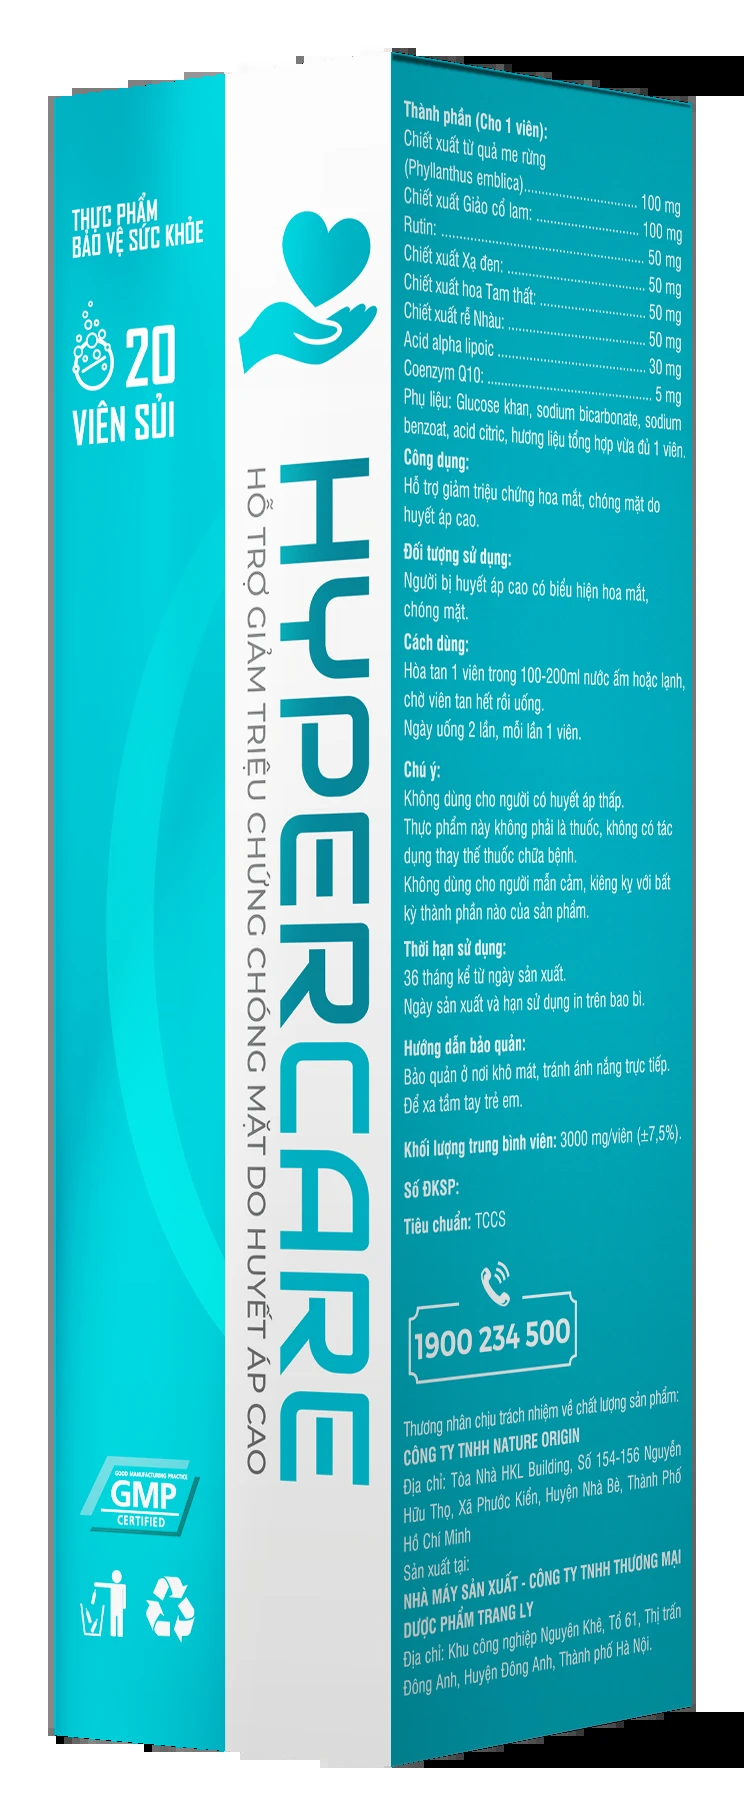 THỰC PHẨM
BẢO VỆ SỨC KHỎE
20
VIÊN SỦI
GOOD MANUFACTURING PRACTICE
GMP
CERTIFIED
HYPERCARE
HỖ TRỢ GIẢM TRIỆU CHỨNG CHÓNG MẶT DO HUYẾT ÁP CAO
Thành phần (Cho 1 viên):
Chiết xuất từ quả me rừng
(Phyllanthus emblica)................................ 100 mg
Chiết xuất Giảo cổ lam: ............................. 100 mg
Rutin: ......................................................... 50 mg
Chiết xuất Xạ đen: ....................................... 50 mg
Chiết xuất hoa Tam thất: .............................. 50 mg
Chiết xuất rễ Nhàu: ...................................... 50 mg
Acid alpha lipoic .......................................... 30 mg
Coenzym Q10: .............................................. 5 mg
Phụ liệu: Glucose khan, sodium bicarbonate, sodium
benzoat, acid citric, hương liệu tổng hợp vừa đủ 1 viên.
Công dụng:
Hỗ trợ giảm triệu chứng hoa mắt, chóng mặt do
huyết áp cao.
Đối tượng sử dụng:
Người bị huyết áp cao có biểu hiện hoa mắt,
chóng mặt.
Cách dùng:
Hòa tan 1 viên trong 100-200ml nước ấm hoặc lạnh,
chờ viên tan hết rồi uống.
Ngày uống 2 lần, mỗi lần 1 viên.
Chú ý:
Không dùng cho người có huyết áp thấp.
Thực phẩm này không phải là thuốc, không có tác
dụng thay thế thuốc chữa bệnh.
Không dùng cho người mẫn cảm, kiêng kỵ với bất
kỳ thành phần nào của sản phẩm.
Thời hạn sử dụng:
36 tháng kể từ ngày sản xuất.
Ngày sản xuất và hạn sử dụng in trên bao bì.
Hướng dẫn bảo quản:
Bảo quản ở nơi khô mát, tránh ánh nắng trực tiếp.
Để xa tầm tay trẻ em.
Khối lượng trung bình viên: 3000 mg/viên (±7,5%).
Số ĐKSP:
Tiêu chuẩn: TCCS
1900 234 500
Thương nhân chịu trách nhiệm về chất lượng sản phẩm:
CÔNG TY TNHH NATURE ORIGIN
Địa chỉ: Tòa Nhà HKL Building, Số 154-156 Nguyễn
Hữu Thọ, Xã Phước Kiển, Huyện Nhà Bè, Thành Phố
Hồ Chí Minh
Sản xuất tại:
NHÀ MÁY SẢN XUẤT - CÔNG TY TNHH THƯƠNG MẠI
DƯỢC PHẨM TRANG LY
Địa chỉ: Khu công nghiệp Nguyên Khê, Tổ 61, Thị trấn
Đông Anh, Huyện Đông Anh, Thành phố Hà Nội.